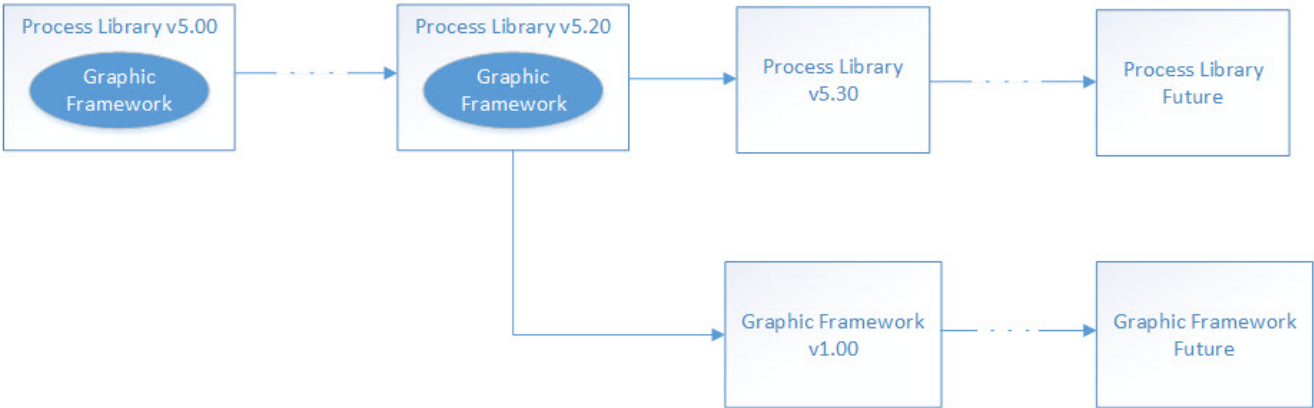 Process Library v5.00
Graphic
Framework
Process Library v5.20
Graphic
Framework
Process Library
v5.30
Process Library
Future
Graphic Framework
v1.00
Graphic Framework
Future